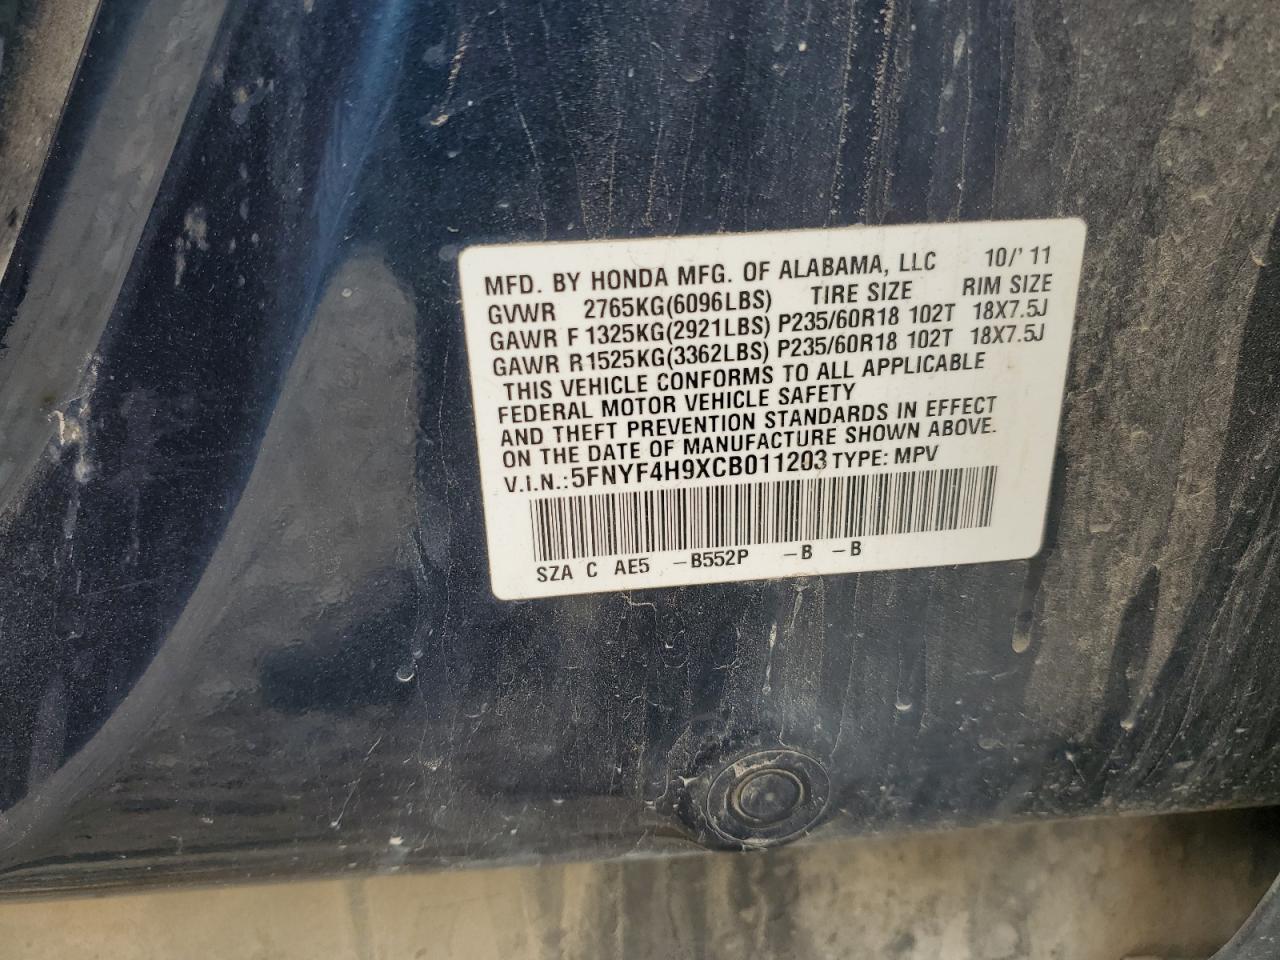 MFD. BY HONDA MFG. OF ALABAMA, LLC 10/'11
GVWR 2765KG(6096LBS) TIRE SIZE RIM SIZE
GAWR F 1325KG(2921LBS) P235/60R18 102T 18X7.5J
GAWR R 1525KG(3362LBS) P235/60R18 102T 18X7.5J
THIS VEHICLE CONFORMS TO ALL APPLICABLE
FEDERAL MOTOR VEHICLE SAFETY
AND THEFT PREVENTION STANDARDS IN EFFECT
ON THE DATE OF MANUFACTURE SHOWN ABOVE.
V.I.N.:5FNYF4H9XCB011203 TYPE: MPV
SZA C AE5 -B552P -B -B